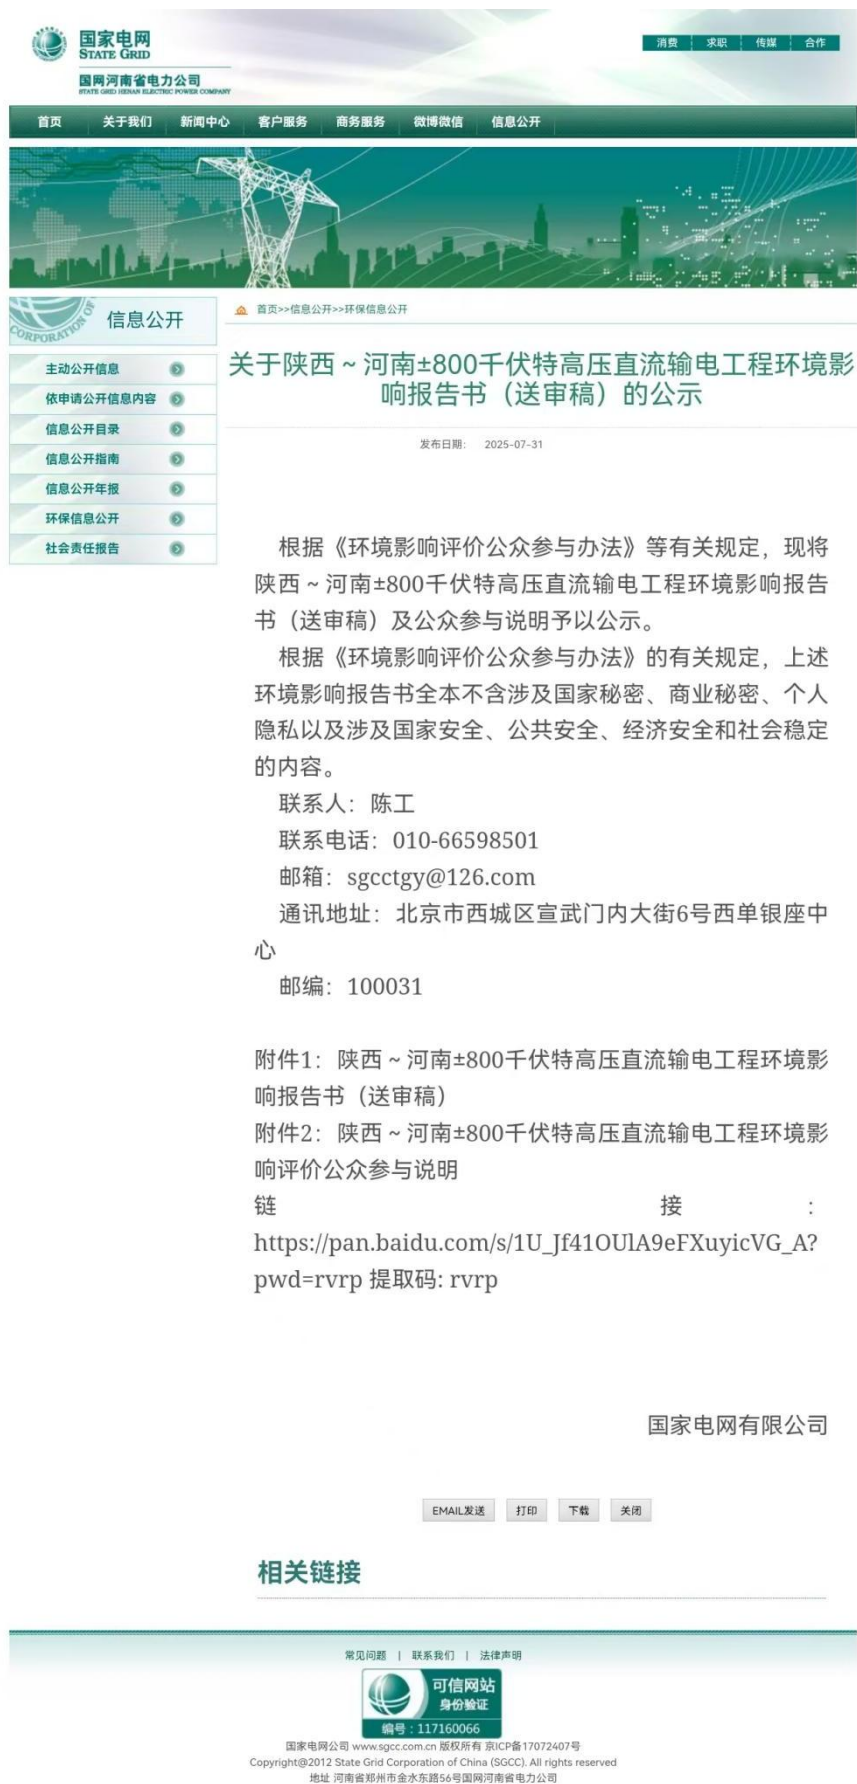 国家电网
STATE GRID
国网河南省电力公司
STATE GRID HENAN ELECTRIC POWER COMPANY
消费 求职 传媒 合作
首页 关于我们 新闻中心 客户服务 商务服务 微博微信 信息公开
CORPORATION OF
信息公开
主动公开信息
依申请公开信息内容
信息公开目录
信息公开指南
信息公开年报
环保信息公开
社会责任报告
首页>>信息公开>>环保信息公开
关于陕西～河南±800千伏特高压直流输电工程环境影
响报告书（送审稿）的公示
发布日期： 2025-07-31
根据《环境影响评价公众参与办法》等有关规定，现将
陕西～河南±800千伏特高压直流输电工程环境影响报告
书（送审稿）及公众参与说明予以公示。
根据《环境影响评价公众参与办法》的有关规定，上述
环境影响报告书全本不含涉及国家秘密、商业秘密、个人
隐私以及涉及国家安全、公共安全、经济安全和社会稳定
的内容。
联系人：陈工
联系电话：010-66598501
邮箱：sgcctgy@126.com
通讯地址：北京市西城区宣武门内大街6号西单银座中
心
邮编：100031
附件1：陕西～河南±800千伏特高压直流输电工程环境影
响报告书（送审稿）
附件2：陕西～河南±800千伏特高压直流输电工程环境影
响评价公众参与说明
链 接 :
https://pan.baidu.com/s/1U_Jf41OUlA9eFXuyicVG_A?
pwd=rvrp 提取码: rvrp
国家电网有限公司
EMAIL发送 打印 下载 关闭
相关链接
常见问题 | 联系我们 | 法律声明
可信网站
身份验证
编号：117160066
国家电网公司 www.sgcc.com.cn 版权所有 京ICP备17072407号
Copyright@2012 State Grid Corporation of China (SGCC). All rights reserved
地址 河南省郑州市金水东路56号国网河南省电力公司